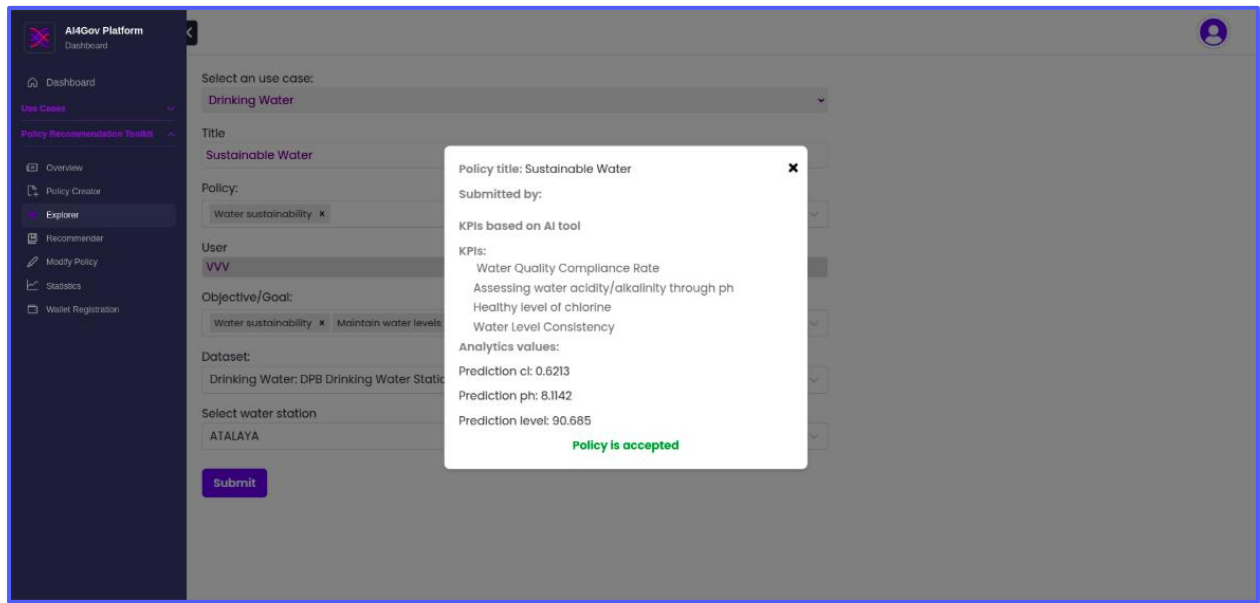 AI4Gov Platform
Dashboard
Dashboard
Use Cases
Policy Recommendation Toolkit
Overview
Policy Creator
Explorer
Recommender
Modify Policy
Statistics
Wallet Registration
Select an use case:
Drinking Water
Title
Sustainable Water
Policy:
Water sustainability ×
User
VVV
Objective/Goal:
Water sustainability × Maintain water levels
Dataset:
Drinking Water: DPB Drinking Water Static
Select water station
ATALAYA
Submit
Policy title: Sustainable Water
Submitted by:
KPIs based on AI tool
KPIs:
Water Quality Compliance Rate
Assessing water acidity/alkalinity through ph
Healthy level of chlorine
Water Level Consistency
Analytics values:
Prediction cl: 0.6213
Prediction ph: 8.1142
Prediction level: 90.685
Policy is accepted